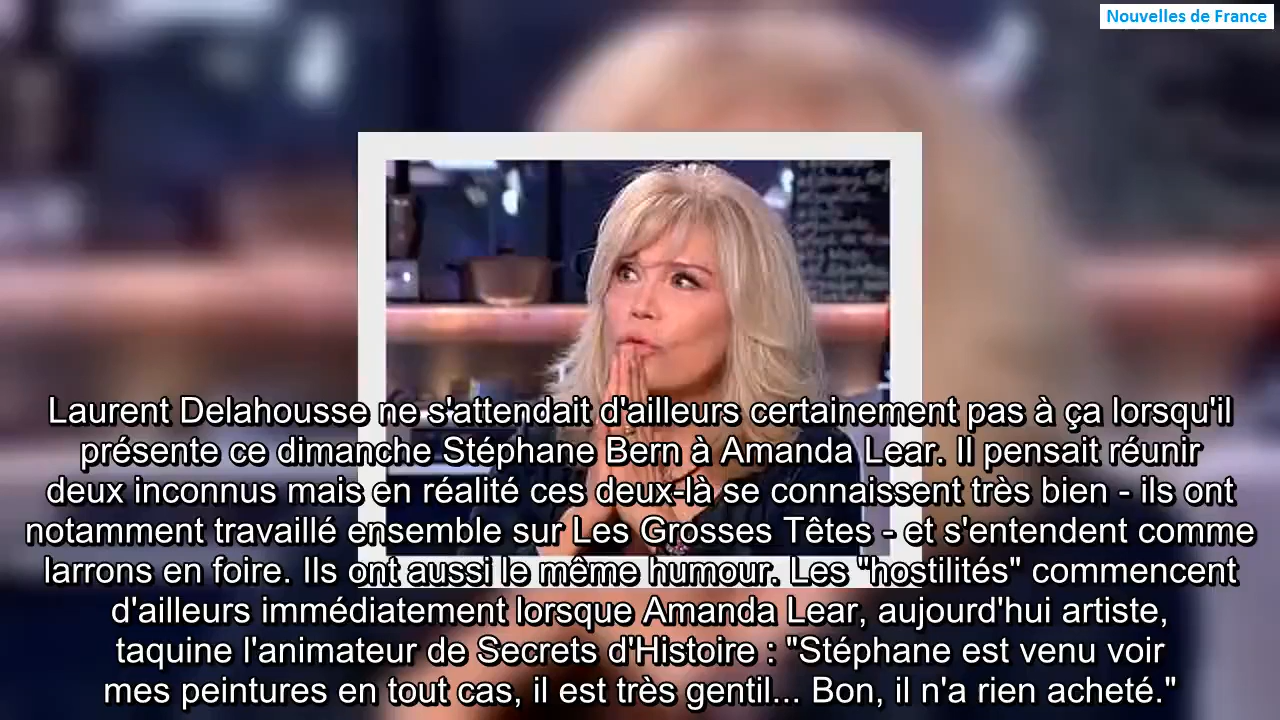 Nouvelles de France
Laurent Delahousse ne s'attendait d'ailleurs certainement pas à ça lorsqu'il
présente ce dimanche Stéphane Bern à Amanda Lear. Il pensait réunir
deux inconnus mais en réalité ces deux-là se connaissent très bien - ils ont
notamment travaillé ensemble sur Les Grosses Têtes - et s'entendent comme
larrons en foire. Ils ont aussi le même humour. Les "hostilités" commencent
d'ailleurs immédiatement lorsque Amanda Lear, aujourd'hui artiste,
taquine l'animateur de Secrets d'Histoire : "Stéphane est venu voir
mes peintures en tout cas, il est très gentil... Bon, il n'a rien acheté."